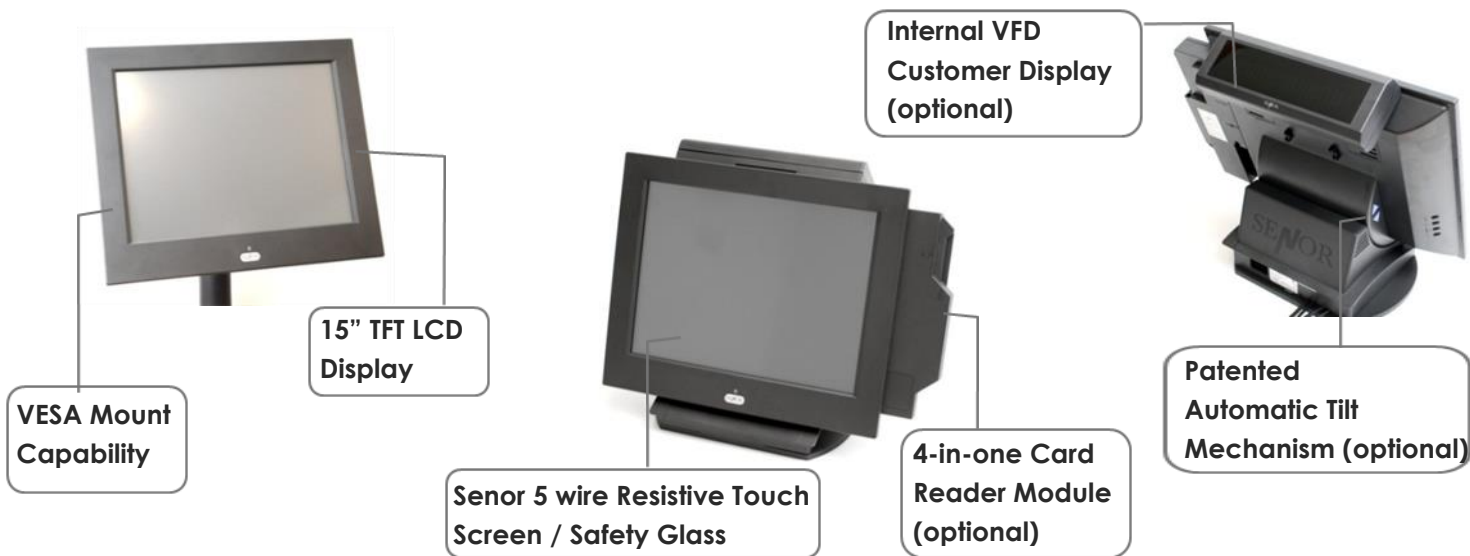 Internal VFD
Customer Display
(optional)
15” TFT LCD
Display
VESA Mount
Capability
Senor 5 wire Resistive Touch
Screen / Safety Glass
4-in-one Card
Reader Module
(optional)
Patented
Automatic Tilt
Mechanism (optional)
SENOR